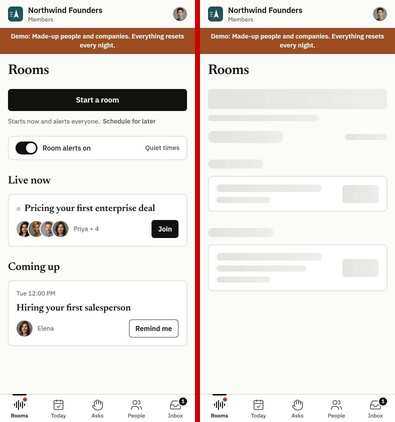 Northwind Founders
Members
Demo: Made-up people and companies. Everything resets
every night.
Rooms
Start a room
Starts now and alerts everyone. Schedule for later
Room alerts on
Quiet times
Live now
Pricing your first enterprise deal
Priya + 4
Join
Coming up
Tue 12:00 PM
Hiring your first salesperson
Elena
Remind me
Rooms
Today
Asks
People
1
Inbox
Northwind Founders
Members
Demo: Made-up people and companies. Everything resets
every night.
Rooms
Rooms
Today
Asks
People
1
Inbox